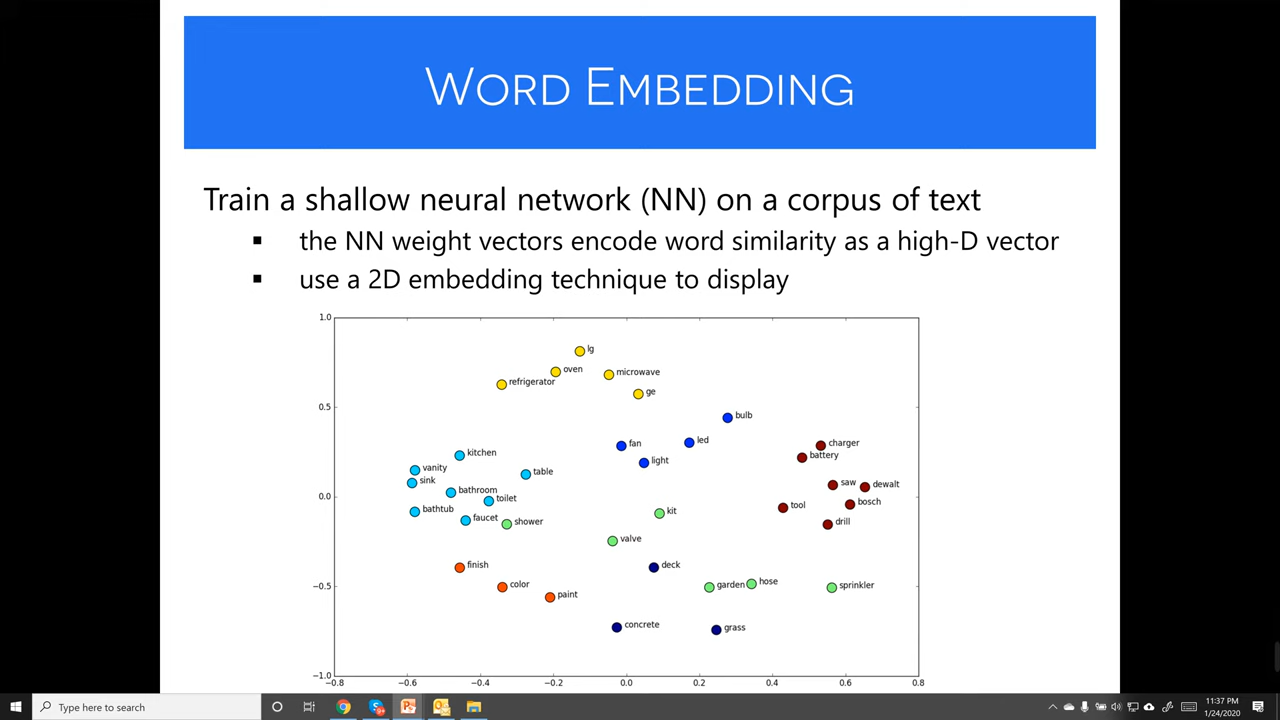 WORD EMBEDDING
Train a shallow neural network (NN) on a corpus of text
▪ the NN weight vectors encode word similarity as a high-D vector
▪ use a 2D embedding technique to display
1.0
lg
oven
microwave
refrigerator
ge
0.5
bulb
led
fan
charger
kitchen
battery
light
vanity
table
sink
saw
dewalt
0.0
bathroom
toilet
bosch
tool
bathtub
kit
faucet
shower
drill
valve
finish
deck
−0.5
color
garden
hose
sprinkler
paint
concrete
grass
−1.0
−0.8 −0.6 −0.4 −0.2 0.0 0.2 0.4 0.6 0.8
Type here to search
11:37 PM
1/24/2020